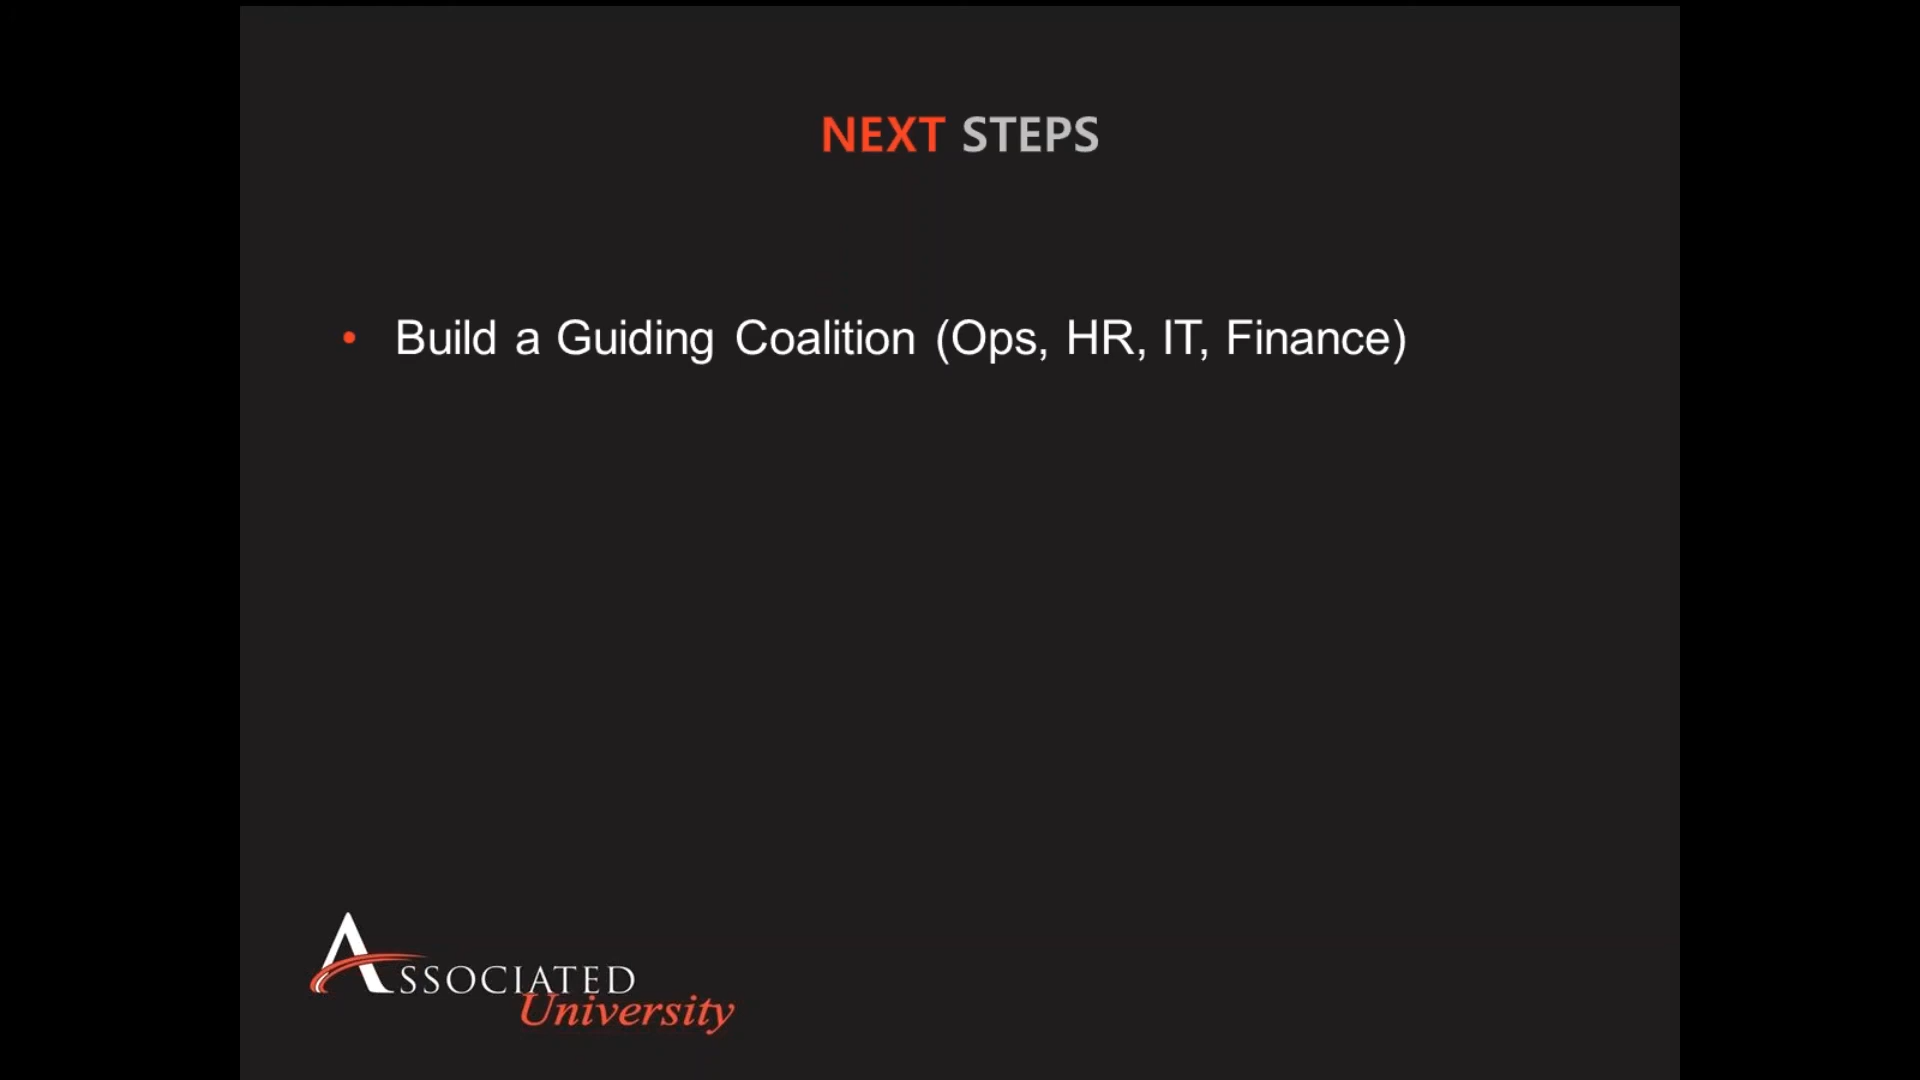 NEXT STEPS
• Build a Guiding Coalition (Ops, HR, IT, Finance)
ASSOCIATED
University